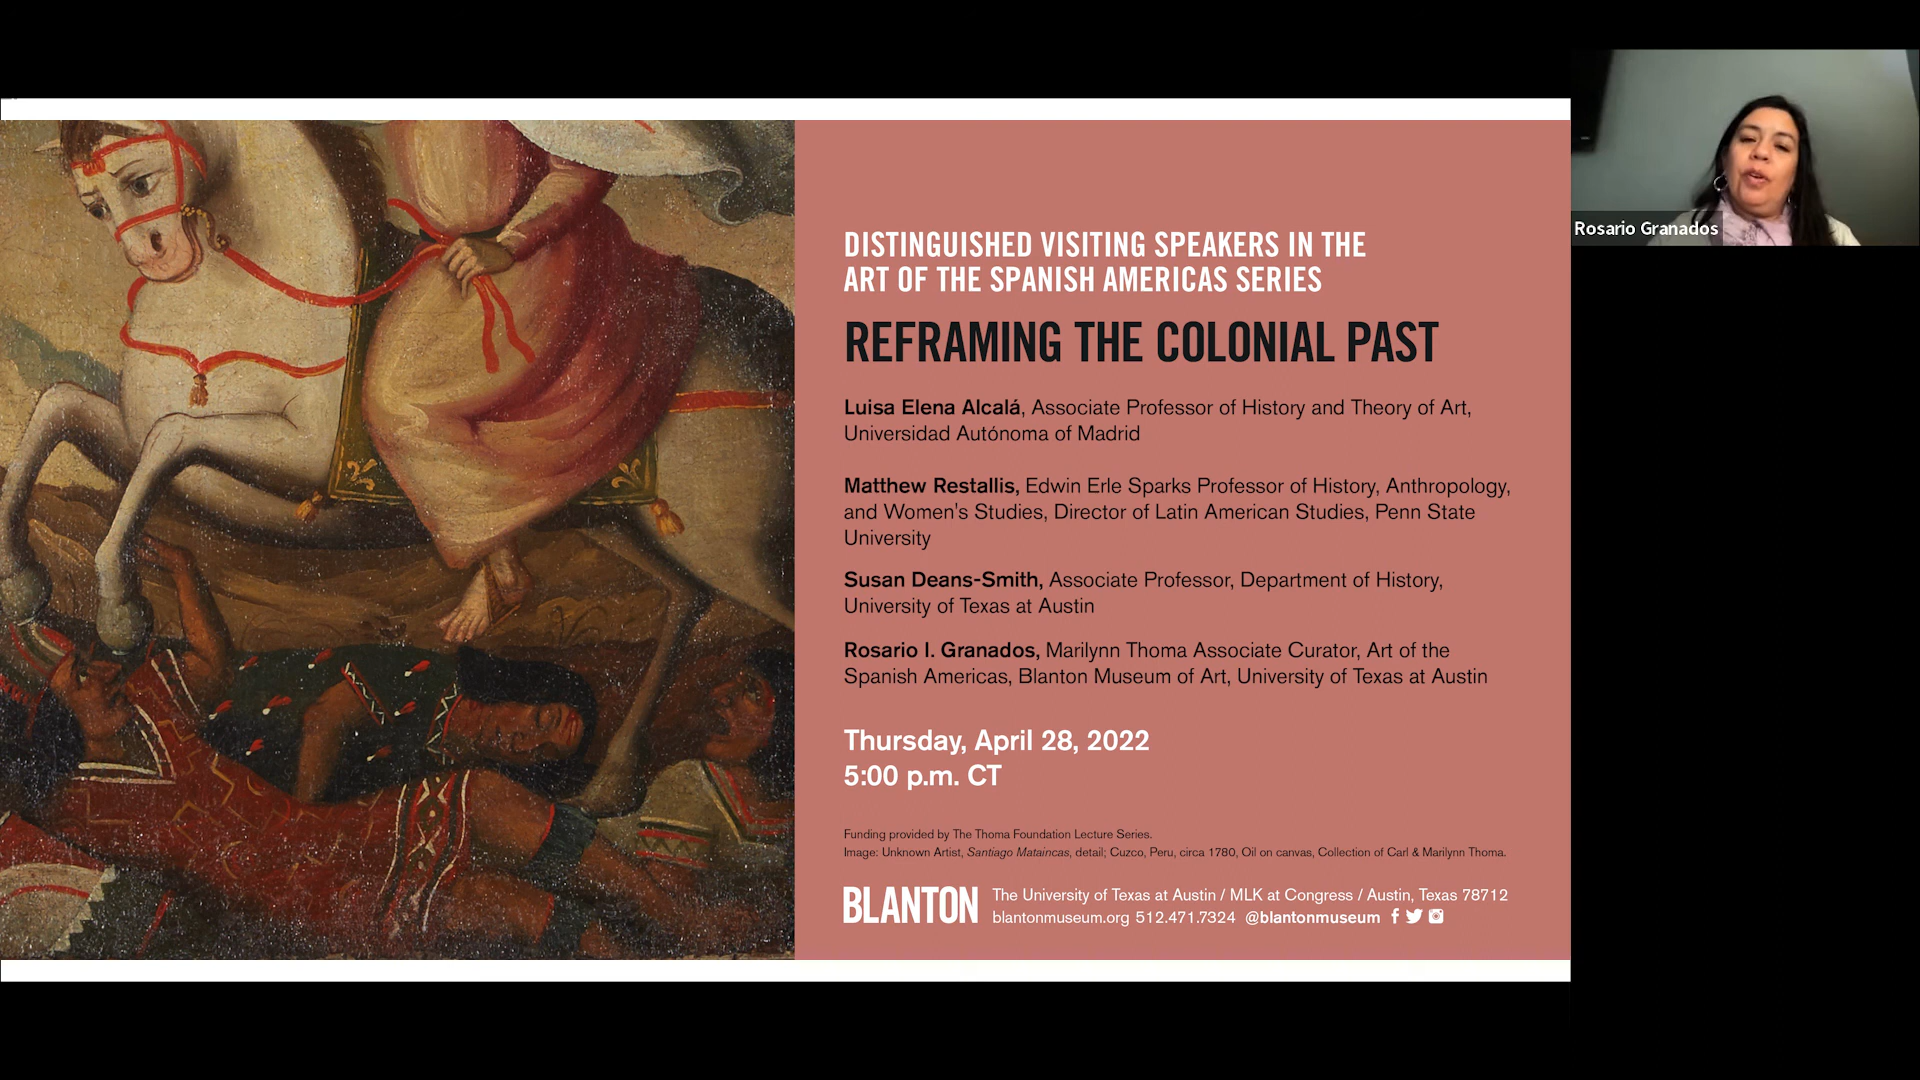 DISTINGUISHED VISITING SPEAKERS IN THE
ART OF THE SPANISH AMERICAS SERIES
REFRAMING THE COLONIAL PAST
Luisa Elena Alcalá, Associate Professor of History and Theory of Art,
Universidad Autónoma of Madrid
Matthew Restallis, Edwin Erle Sparks Professor of History, Anthropology,
and Women's Studies, Director of Latin American Studies, Penn State
University
Susan Deans-Smith, Associate Professor, Department of History,
University of Texas at Austin
Rosario I. Granados, Marilynn Thoma Associate Curator, Art of the
Spanish Americas, Blanton Museum of Art, University of Texas at Austin
Thursday, April 28, 2022
5:00 p.m. CT
Funding provided by The Thoma Foundation Lecture Series.
Image: Unknown Artist, Santiago Mataincas, detail; Cuzco, Peru, circa 1780, Oil on canvas, Collection of Carl & Marilynn Thoma.
BLANTON
The University of Texas at Austin / MLK at Congress / Austin, Texas 78712
blantonmuseum.org 512.471.7324 @blantonmuseum
Rosario Granados